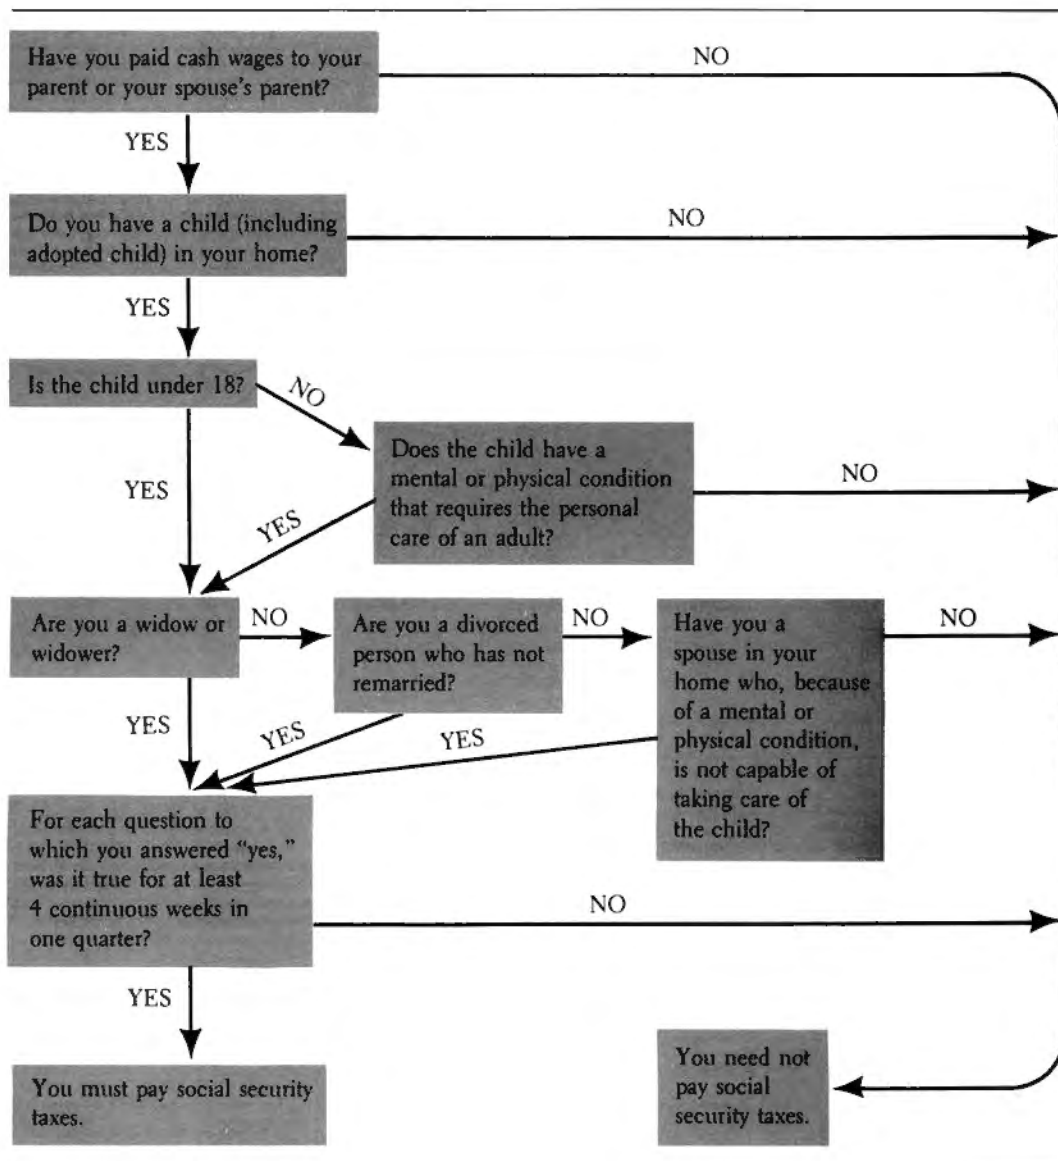 Have you paid cash wages to your
parent or your spouse's parent?
NO
YES
Do you have a child (including
adopted child) in your home?
NO
YES
Is the child under 18?
NO
Does the child have a
mental or physical condition
that requires the personal
care of an adult?
NO
YES
YES
Are you a widow or
widower?
NO
Are you a divorced
person who has not
remarried?
NO
Have you a
spouse in your
home who, because
of a mental or
physical condition,
is not capable of
taking care of
the child?
NO
YES
YES
YES
For each question to
which you answered “yes,”
was it true for at least
4 continuous weeks in
one quarter?
NO
YES
You must pay social security
taxes.
You need not
pay social
security taxes.